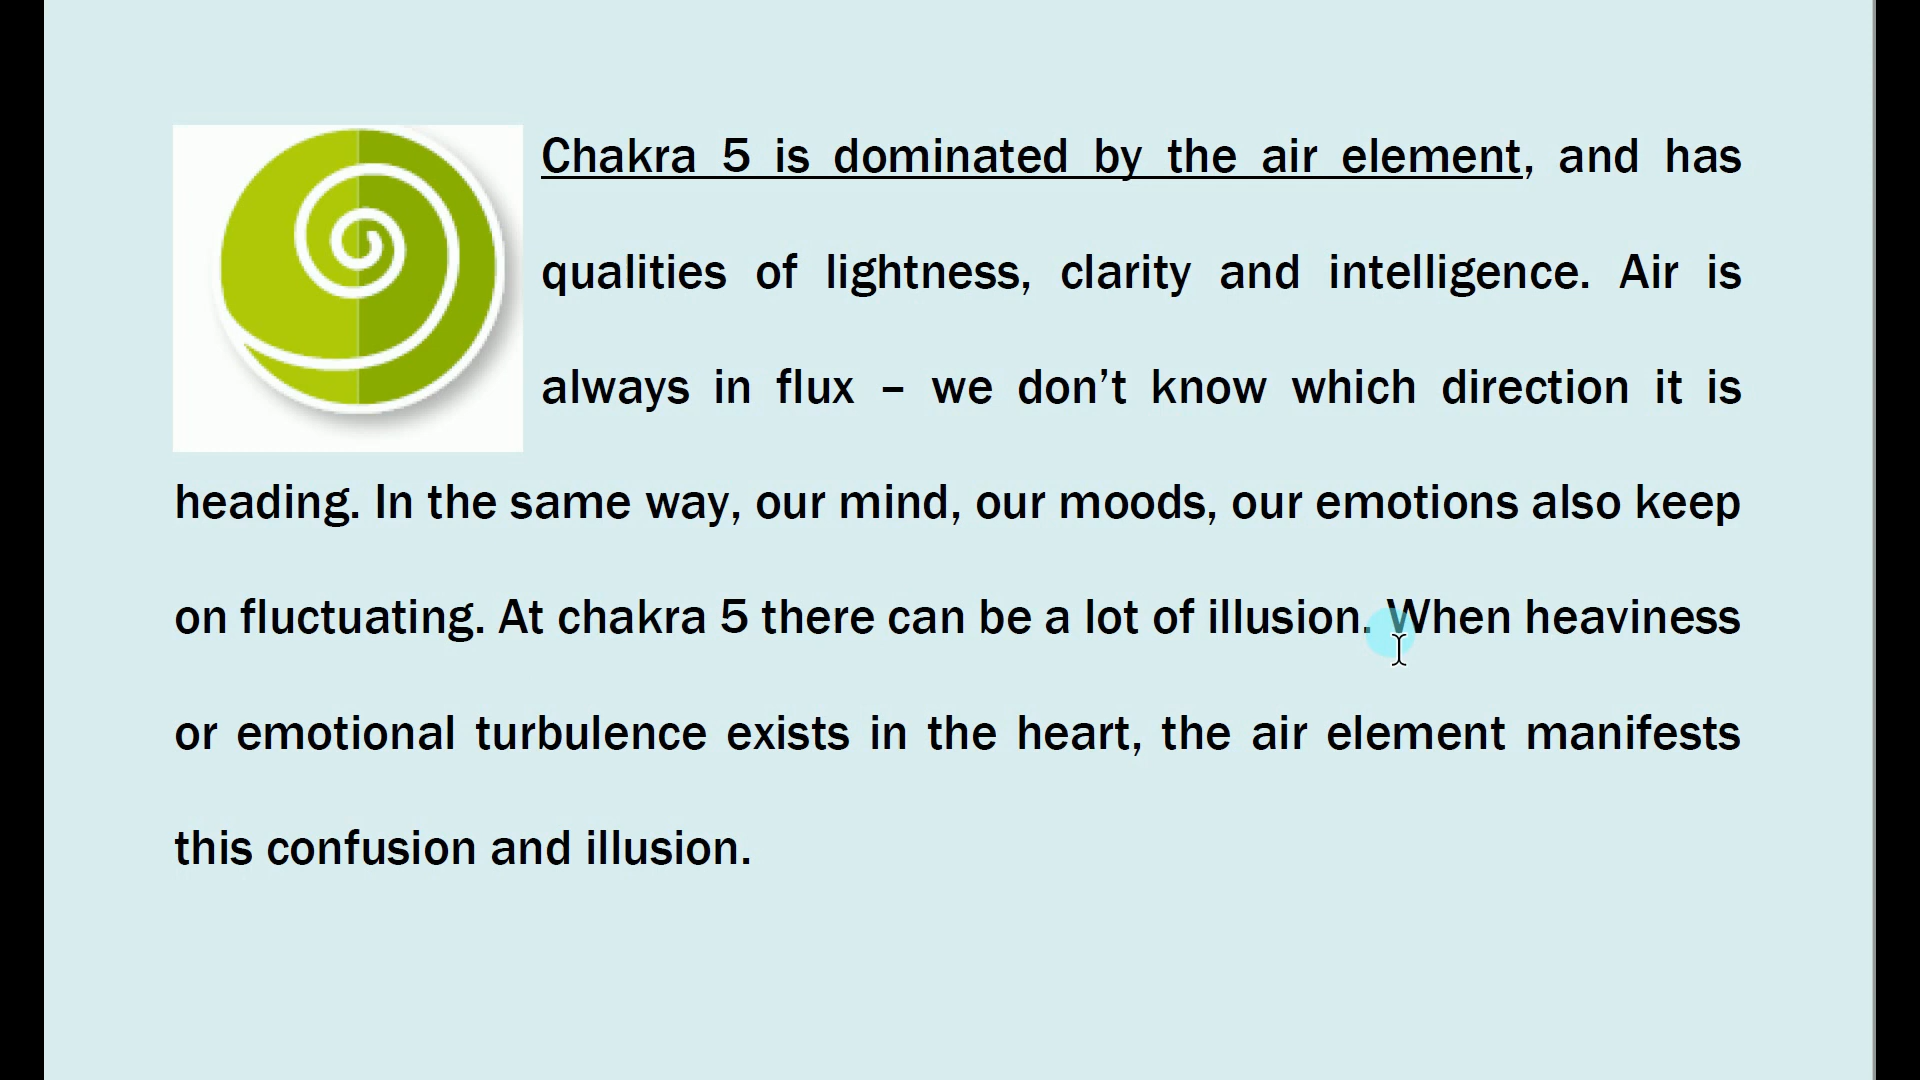 Chakra 5 is dominated by the air element, and has
qualities of lightness, clarity and intelligence. Air is
always in flux – we don’t know which direction it is
heading. In the same way, our mind, our moods, our emotions also keep
on fluctuating. At chakra 5 there can be a lot of illusion. When heaviness
or emotional turbulence exists in the heart, the air element manifests
this confusion and illusion.